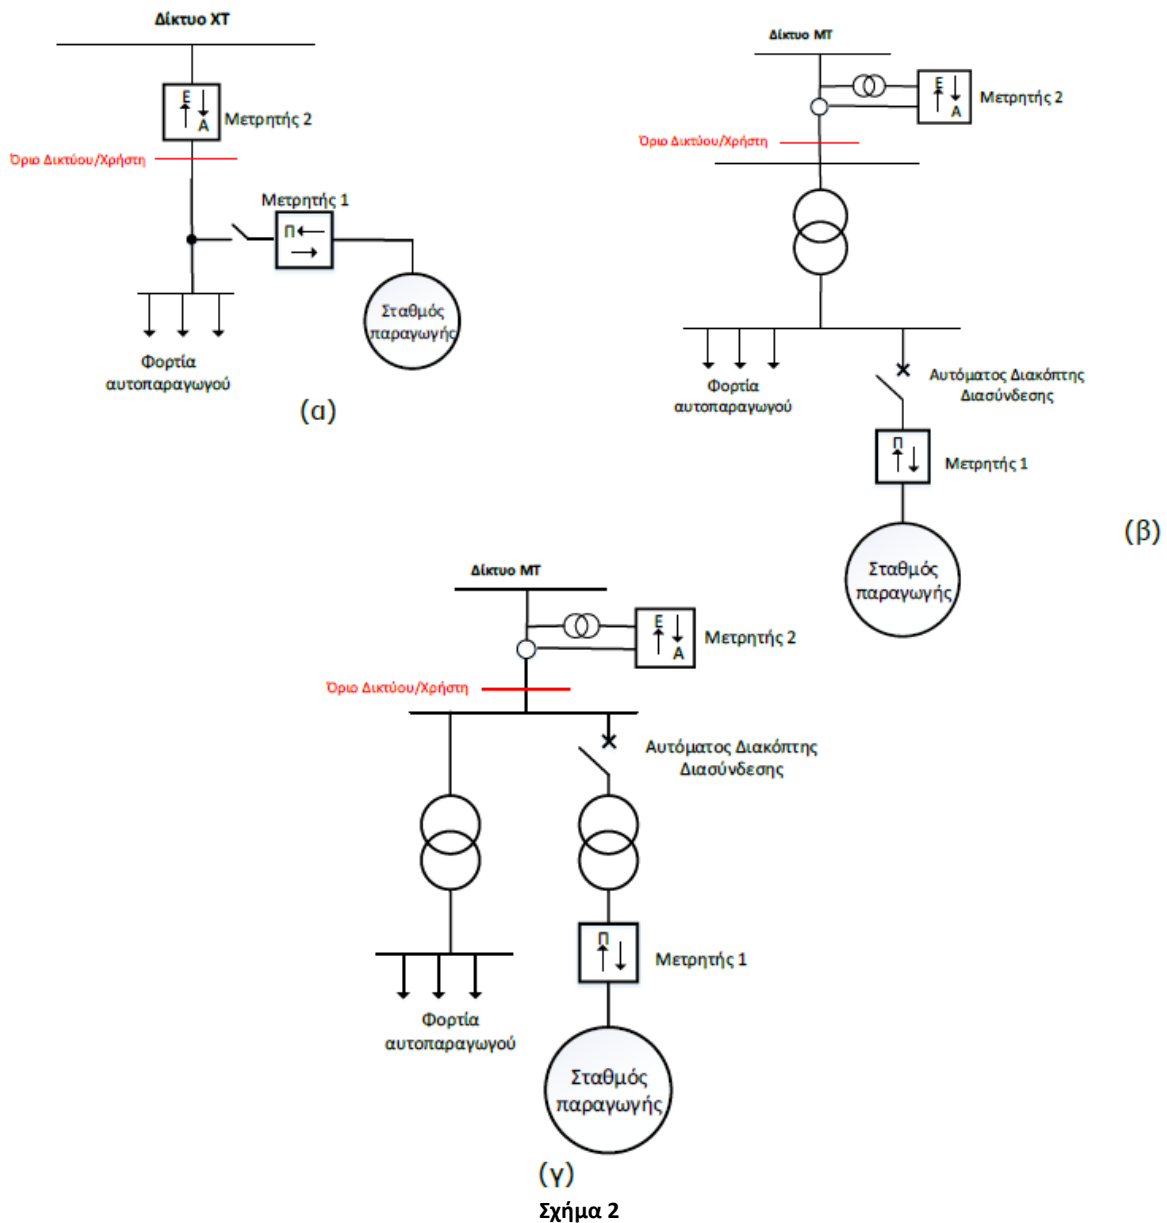 Δίκτυο ΧΤ
Ε
Α
Μετρητής 2
Όριο Δικτύου/Χρήστη
Μετρητής 1
Π
Σταθμός
παραγωγής
Φορτία
αυτοπαραγωγού
(α)
Δίκτυο ΜΤ
Ε
Α
Μετρητής 2
Όριο Δικτύου/Χρήστη
Φορτία
αυτοπαραγωγού
Αυτόματος Διακόπτης
Διασύνδεσης
Π
Μετρητής 1
Σταθμός
παραγωγής
(β)
Δίκτυο ΜΤ
Ε
Α
Μετρητής 2
Όριο Δικτύου/Χρήστη
Αυτόματος Διακόπτης
Διασύνδεσης
Π
Μετρητής 1
Φορτία
αυτοπαραγωγού
Σταθμός
παραγωγής
(γ)
Σχήμα 2